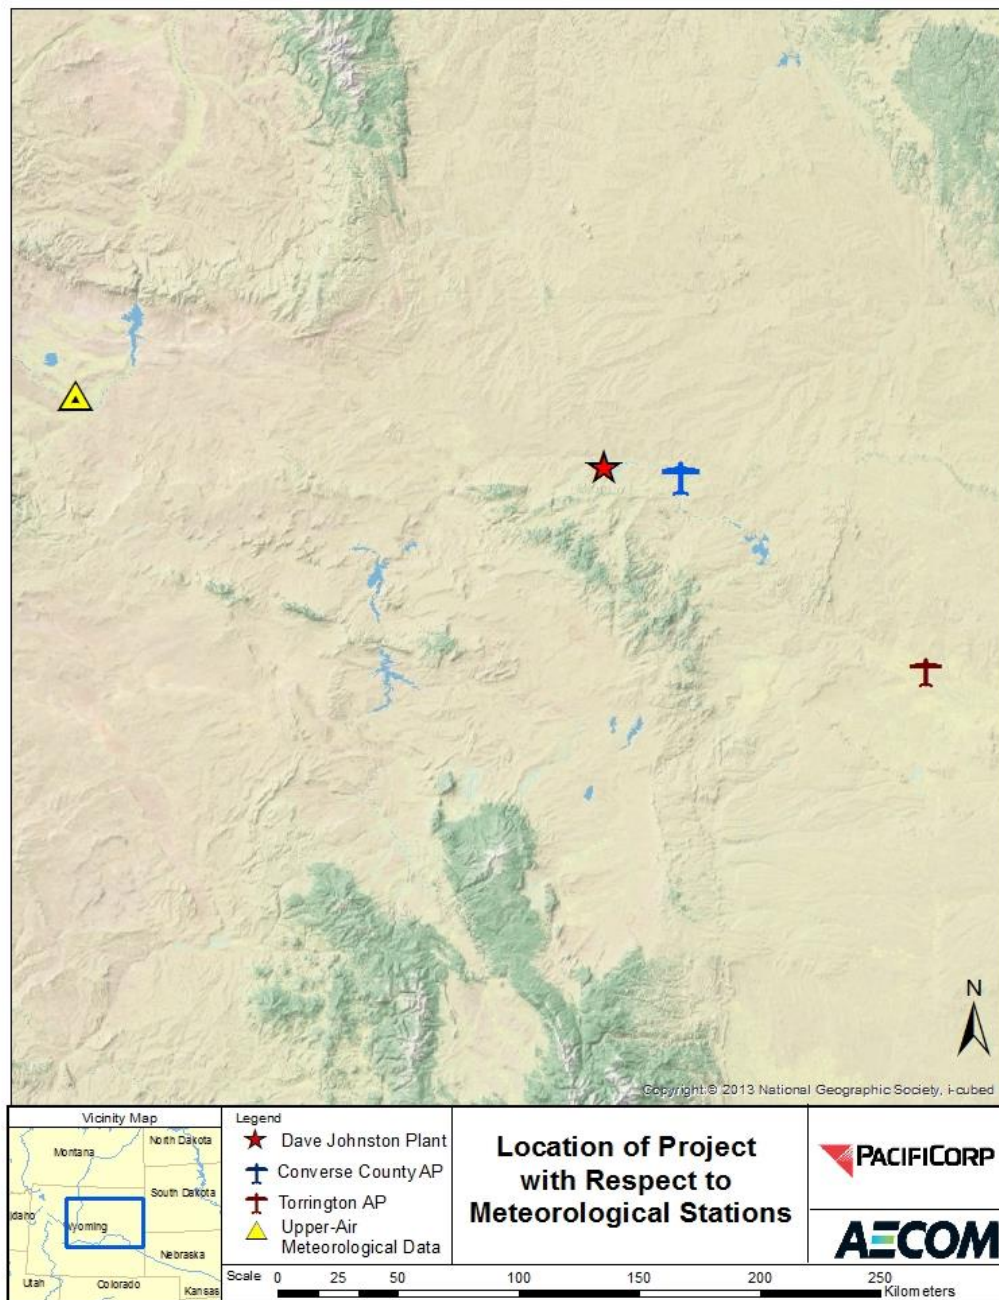 N
Copyright:© 2013 National Geographic Society, i-cubed
Vicinity Map
North Dakota
Montana
South Dakota
Idaho
Wyoming
Nebraska
Utah
Colorado
Kansas
Legend
Dave Johnston Plant
Converse County AP
Torrington AP
Upper-Air
Meteorological Data
Location of Project
with Respect to
Meteorological Stations
PACIFICORP
AECOM
Scale 0 25 50 100 150 200 250
Kilometers